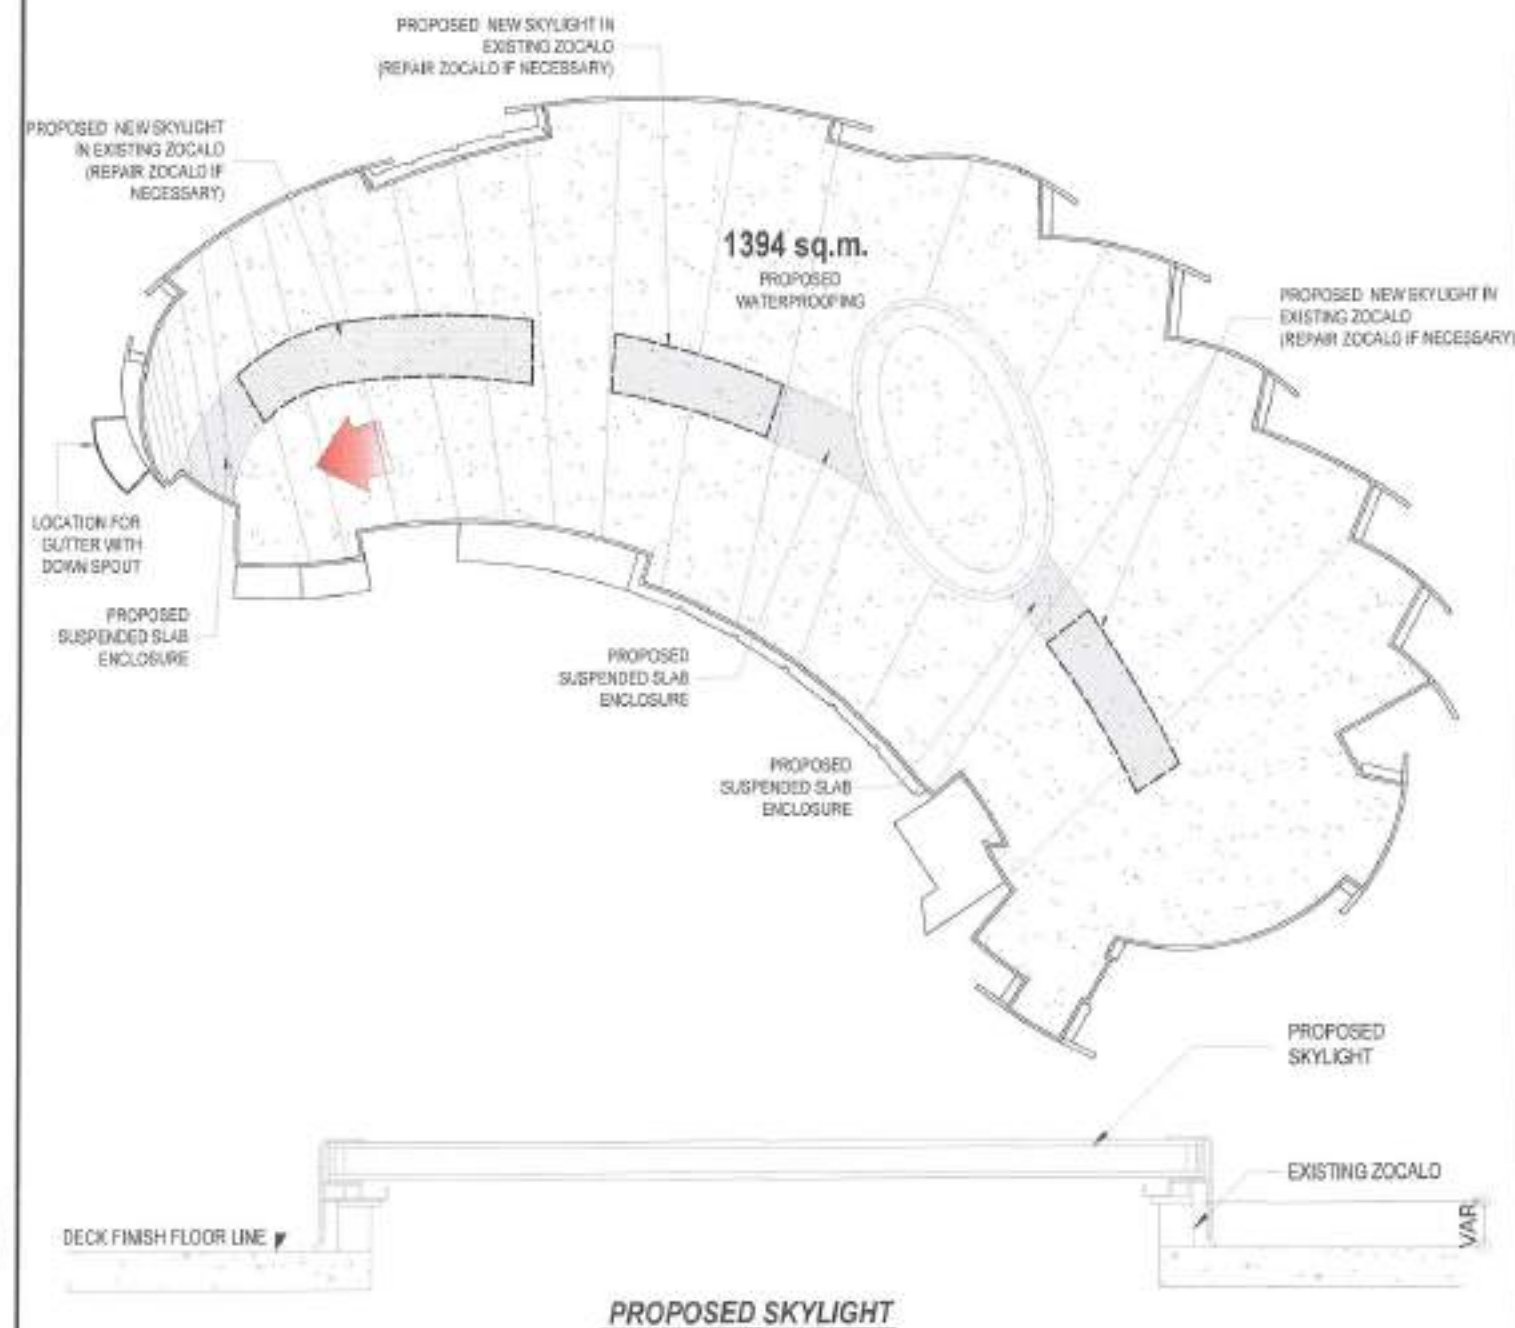 PROPOSED NEW SKYLIGHT IN
EXISTING ZOCALO
(REPAIR ZOCALO IF NECESSARY)
PROPOSED NEW SKYLIGHT
IN EXISTING ZOCALO
(REPAIR ZOCALO IF
NECESSARY)
1394 sq.m.
PROPOSED
WATERPROOFING
PROPOSED NEW SKYLIGHT IN
EXISTING ZOCALO
(REPAIR ZOCALO IF NECESSARY)
LOCATION FOR
GUTTER WITH
DOWN SPOUT
PROPOSED
SUSPENDED SLAB
ENCLOSURE
PROPOSED
SUSPENDED SLAB
ENCLOSURE
PROPOSED
SUSPENDED SLAB
ENCLOSURE
PROPOSED
SKYLIGHT
EXISTING ZOCALO
VAR.
DECK FINISH FLOOR LINE
PROPOSED SKYLIGHT